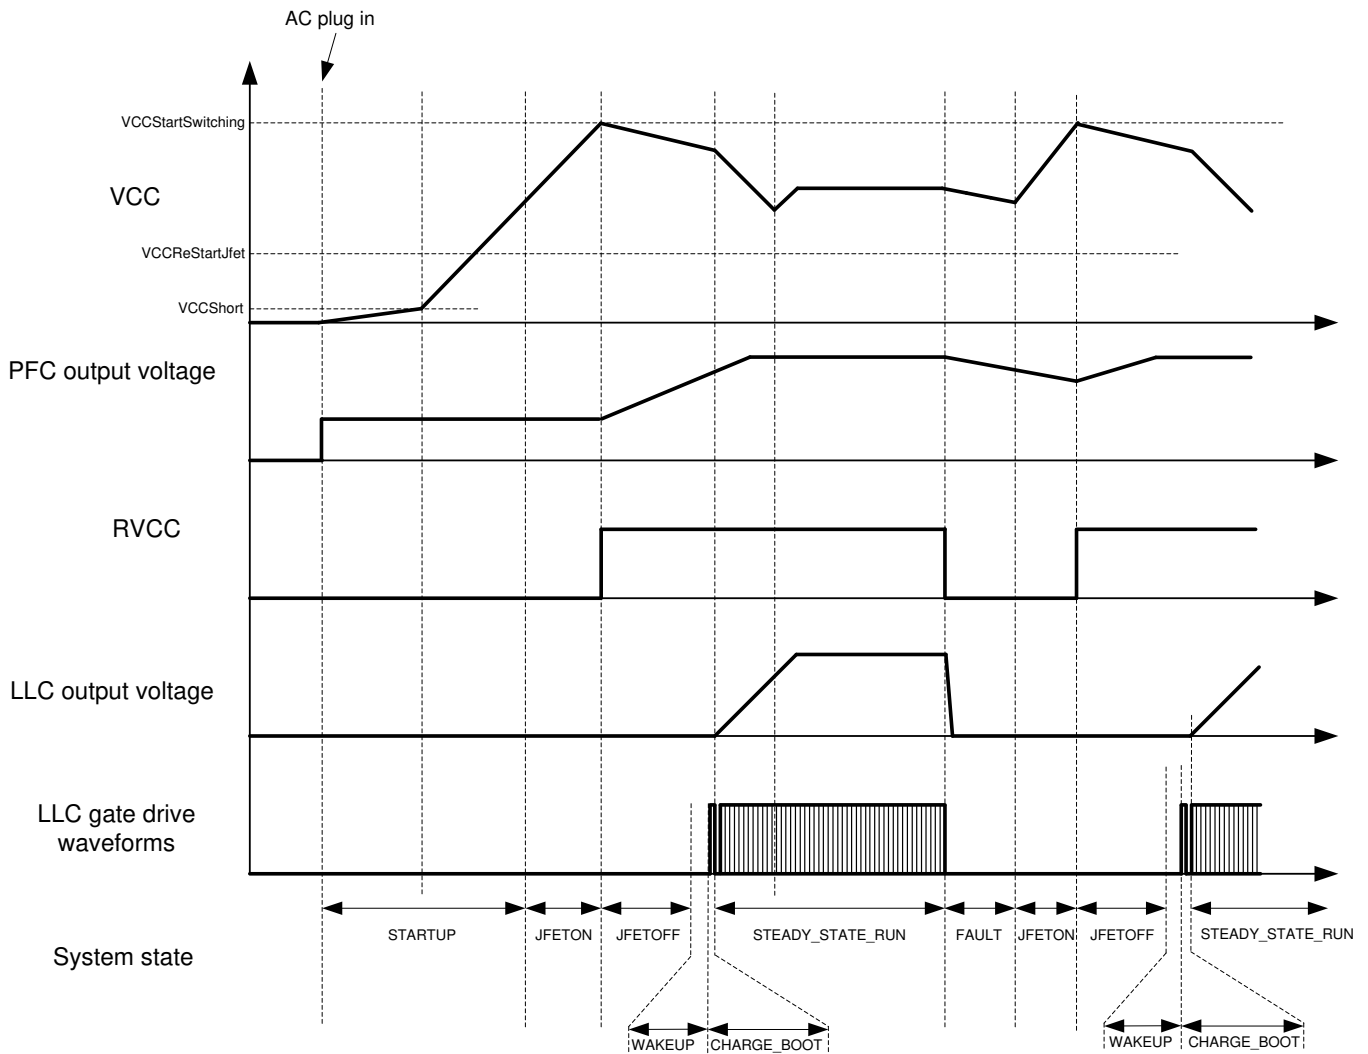 AC plug in
VCCStartSwitching
VCC
VCCReStartJfet
VCCShort
PFC output voltage
RVCC
LLC output voltage
LLC gate drive
waveforms
STARTUP
JFETON
JFETOFF
STEADY_STATE_RUN
FAULT
JFETON
JFETOFF
STEADY_STATE_RUN
System state
WAKEUP
CHARGE_BOOT
WAKEUP
CHARGE_BOOT